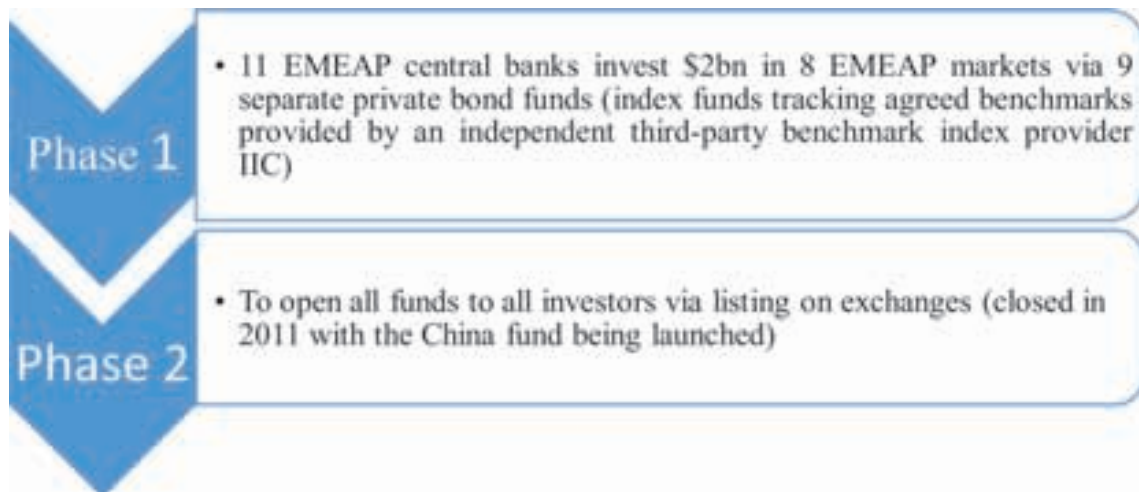 Phase 1
• 11 EMEAP central banks invest $2bn in 8 EMEAP markets via 9
separate private bond funds (index funds tracking agreed benchmarks
provided by an independent third-party benchmark index provider
IIC)
Phase 2
• To open all funds to all investors via listing on exchanges (closed in
2011 with the China fund being launched)